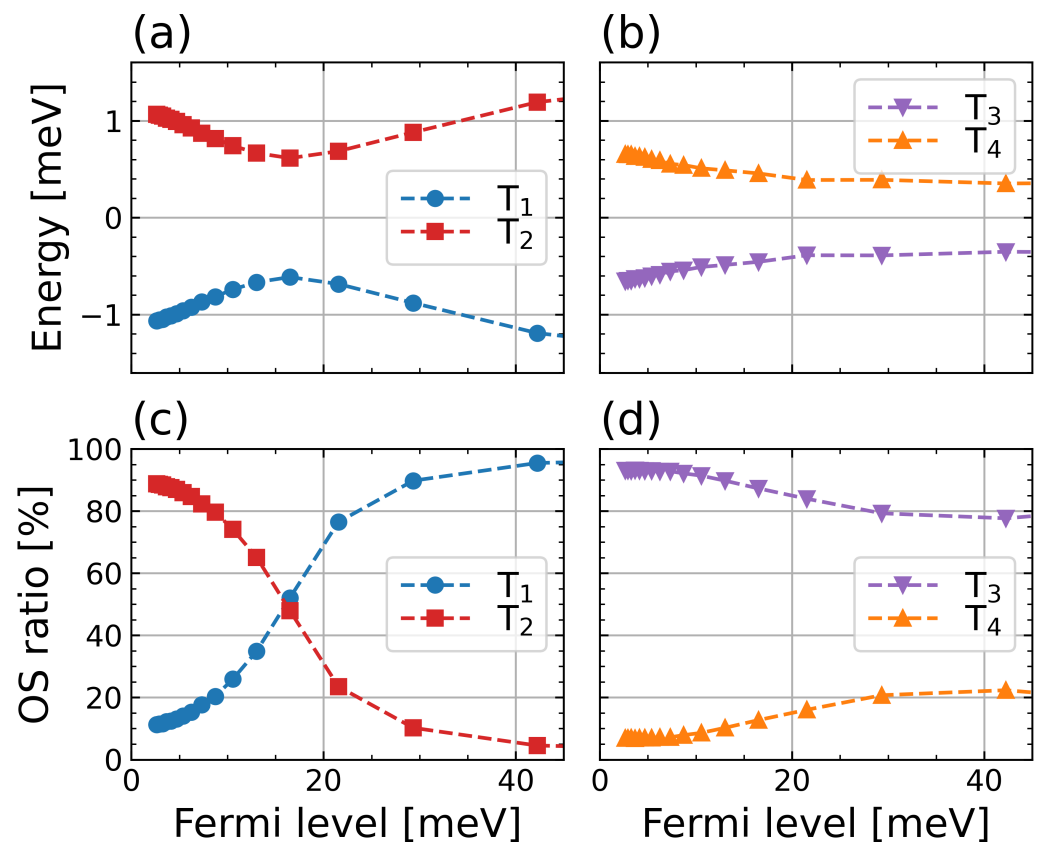 (a)
(b)
Energy [meV]
1
0
−1
T1
T2
T3
T4
(c)
(d)
OS ratio [%]
100
80
60
40
20
0
T1
T2
T3
T4
0 20 40
0 20 40
Fermi level [meV]
Fermi level [meV]